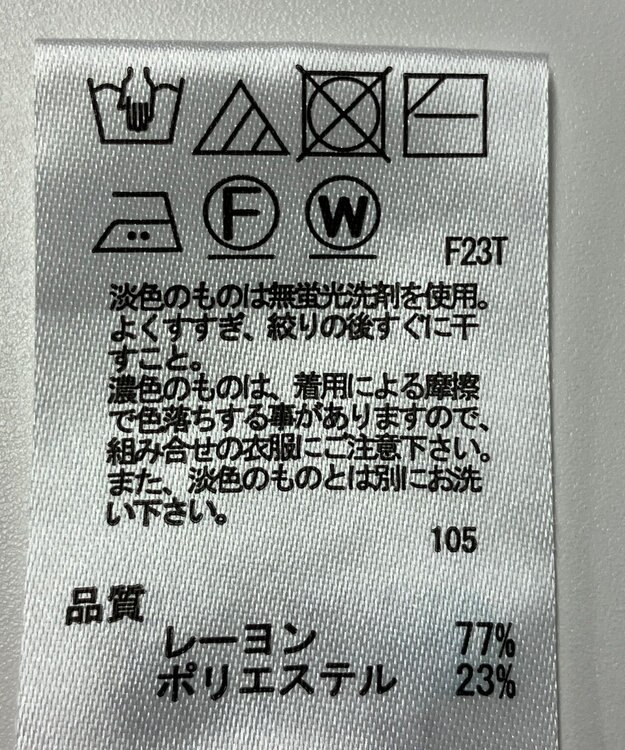 F
W
F23T
淡色のものは無蛍光洗剤を使用。
よくすすぎ、絞りの後すぐに干
すこと。
濃色のものは、着用による摩擦
で色落ちする事がありますので、
組み合せの衣服にご注意下さい。
また、淡色のものとは別にお洗
い下さい。
105
品質
レーヨン 77%
ポリエステル 23%